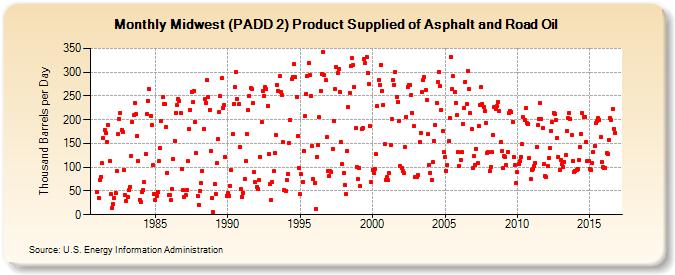 Monthly Midwest (PADD 2) Product Supplied of Asphalt and Road Oil
Thousand Barrels per Day
350
300
250
200
150
100
50
0
1985 1990 1995 2000 2005 2010 2015
Source: U.S. Energy Information Administration